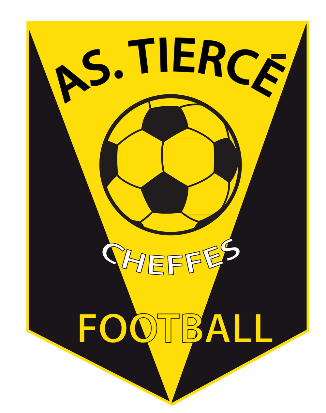 AS. TIERCÉ
CHEFFES
FOOTBALL